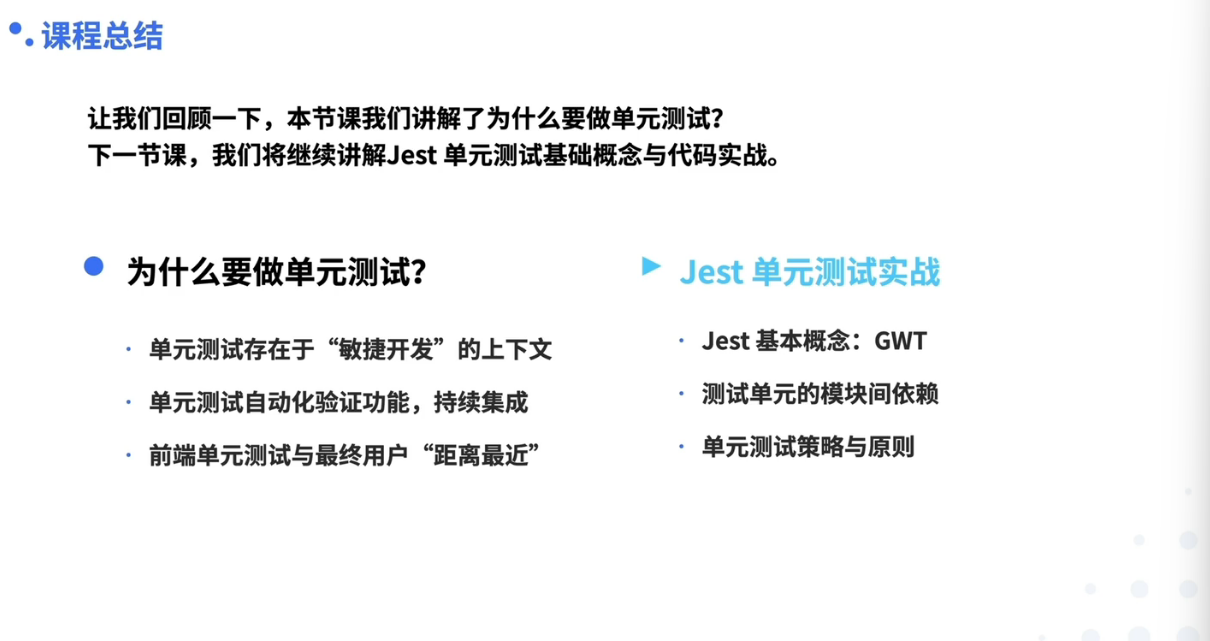 课程总结
让我们回顾一下，本节课我们讲解了为什么要做单元测试？
下一节课，我们将继续讲解Jest 单元测试基础概念与代码实战。
为什么要做单元测试？
· 单元测试存在于“敏捷开发”的上下文
· 单元测试自动化验证功能，持续集成
· 前端单元测试与最终用户“距离最近”
Jest 单元测试实战
· Jest 基本概念：GWT
· 测试单元的模块间依赖
· 单元测试策略与原则